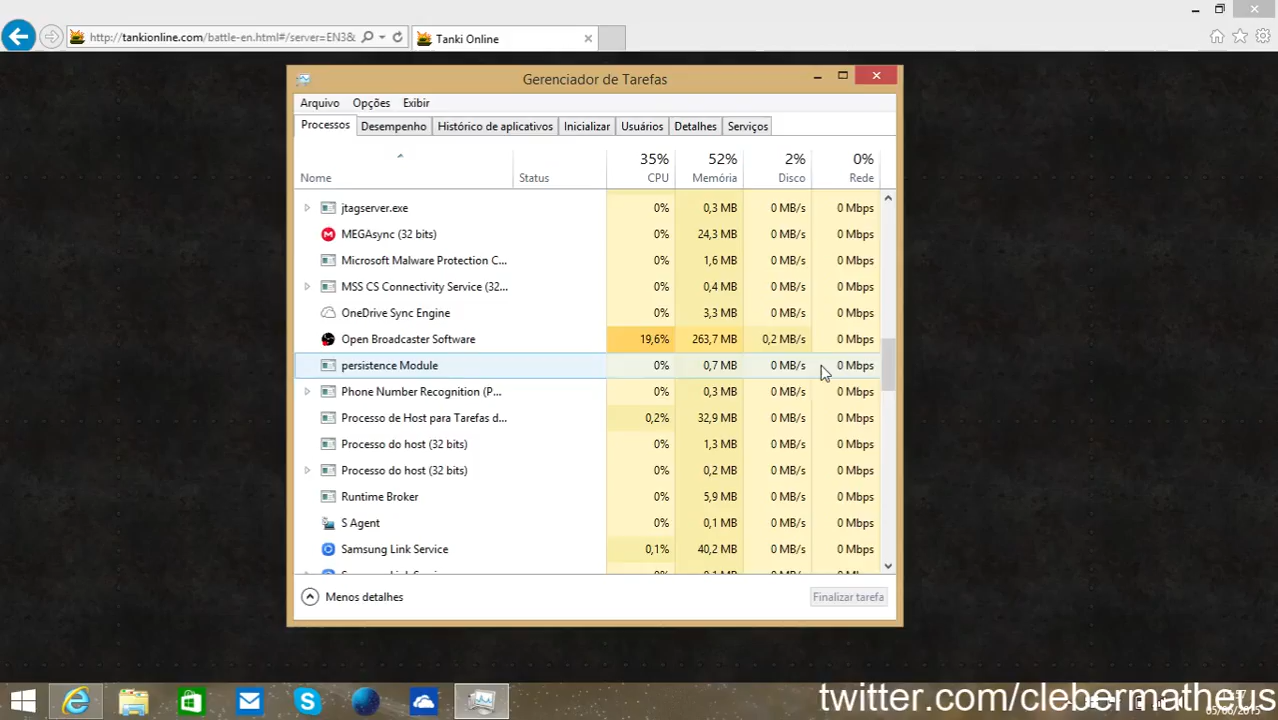 http://tankionline.com/battle-en.html#/server=EN3&
Tanki Online
Gerenciador de Tarefas
Arquivo Opções Exibir
Processos Desempenho Histórico de aplicativos Inicializar Usuários Detalhes Serviços
35% 52% 2% 0%
Nome Status CPU Memória Disco Rede
jtagserver.exe 0% 0,3 MB 0 MB/s 0 Mbps
MEGAsync (32 bits) 0% 24,3 MB 0 MB/s 0 Mbps
Microsoft Malware Protection C... 0% 1,6 MB 0 MB/s 0 Mbps
MSS CS Connectivity Service (32... 0% 0,4 MB 0 MB/s 0 Mbps
OneDrive Sync Engine 0% 3,3 MB 0 MB/s 0 Mbps
Open Broadcaster Software 19,6% 263,7 MB 0,2 MB/s 0 Mbps
persistence Module 0% 0,7 MB 0 MB/s 0 Mbps
Phone Number Recognition (P... 0% 0,3 MB 0 MB/s 0 Mbps
Processo de Host para Tarefas d... 0,2% 32,9 MB 0 MB/s 0 Mbps
Processo do host (32 bits) 0% 1,3 MB 0 MB/s 0 Mbps
Processo do host (32 bits) 0% 0,2 MB 0 MB/s 0 Mbps
Runtime Broker 0% 5,9 MB 0 MB/s 0 Mbps
S Agent 0% 0,1 MB 0 MB/s 0 Mbps
Samsung Link Service 0,1% 40,2 MB 0 MB/s 0 Mbps
Menos detalhes Finalizar tarefa
twitter.com/clebermatheus